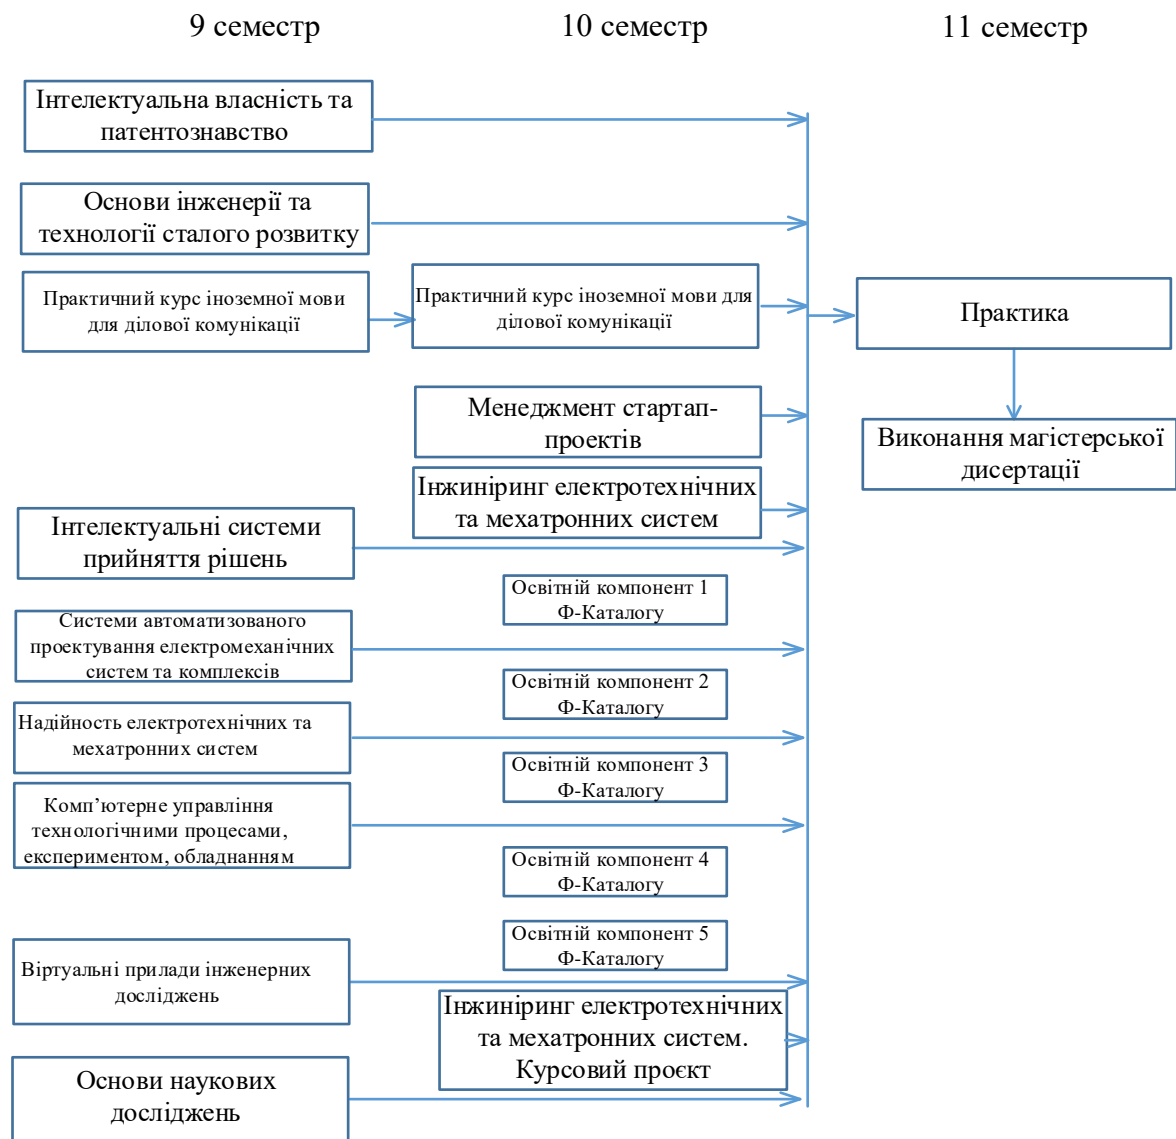 9 семестр
10 семестр
11 семестр
Інтелектуальна власність та
патентознавство
Основи інженерії та
технології сталого розвитку
Практичний курс іноземної мови
для ділової комунікації
Практичний курс іноземної мови для
ділової комунікації
Практика
Менеджмент стартап-
проектів
Виконання магістерської
дисертації
Інжиніринг електротехнічних
та мехатронних систем
Інтелектуальні системи
прийняття рішень
Освітній компонент 1
Ф-Каталогу
Системи автоматизованого
проектування електромеханічних
систем та комплексів
Освітній компонент 2
Ф-Каталогу
Надійность електротехнічних та
мехатронних систем
Освітній компонент 3
Ф-Каталогу
Комп’ютерне управління
технологічними процесами,
експериментом, обладнанням
Освітній компонент 4
Ф-Каталогу
Освітній компонент 5
Ф-Каталогу
Віртуальні прилади інженерних
досліджень
Інжиніринг електротехнічних
та мехатронних систем.
Курсовий проєкт
Основи наукових
досліджень